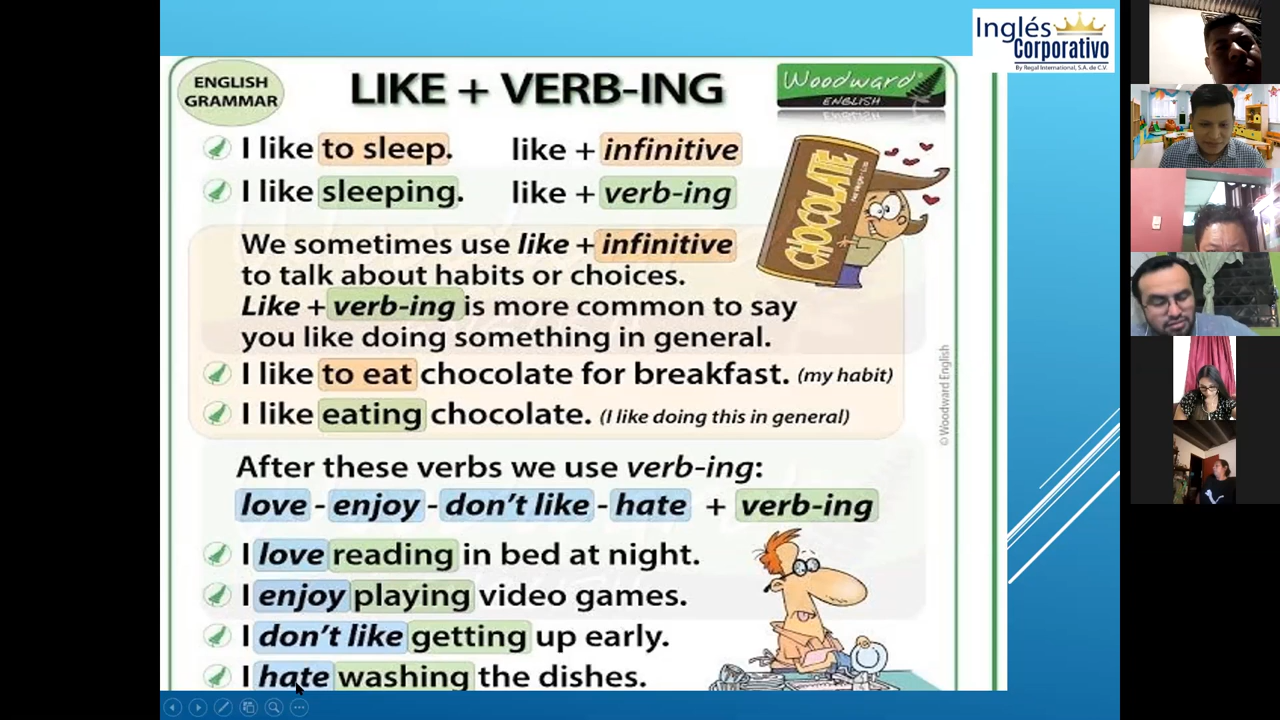 Inglés
Corporativo
By Regal International, S.A. de C.V.
ENGLISH
GRAMMAR
LIKE + VERB-ING
Woodward®
ENGLISH
I like to sleep. like + infinitive
I like sleeping. like + verb-ing
CHOCOLATE
We sometimes use like + infinitive
to talk about habits or choices.
Like + verb-ing is more common to say
you like doing something in general.
I like to eat chocolate for breakfast. (my habit)
I like eating chocolate. (I like doing this in general)
© Woodward English
After these verbs we use verb-ing:
love - enjoy - don't like - hate + verb-ing
I love reading in bed at night.
I enjoy playing video games.
I don't like getting up early.
I hate washing the dishes.